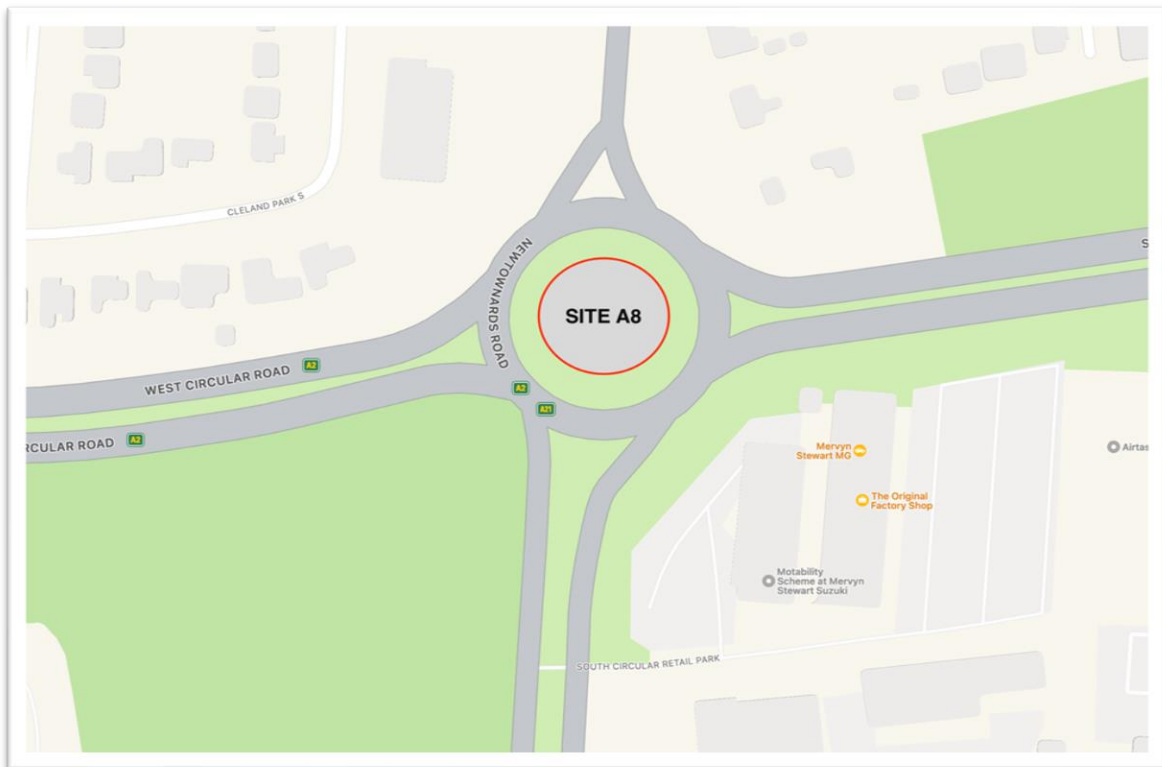 CLELAND PARK S
NEWTOWNARDS ROAD
SITE A8
S
WEST CIRCULAR ROAD
A2
A2
A21
RCULAR ROAD
A2
Mervyn
Stewart MG
Airtas
The Original
Factory Shop
Motability
Scheme at Mervyn
Stewart Suzuki
SOUTH CIRCULAR RETAIL PARK